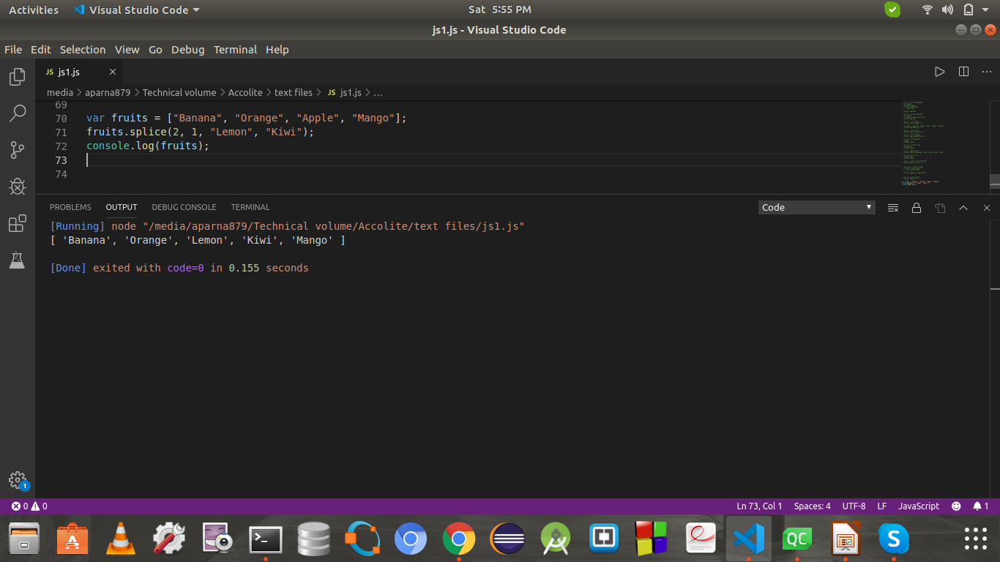 Activities Visual Studio Code Sat 5:55 PM
js1.js - Visual Studio Code
File Edit Selection View Go Debug Terminal Help
JS js1.js
media > aparna879 > Technical volume > Accolite > text files > JS js1.js > ...
69
70 var fruits = ["Banana", "Orange", "Apple", "Mango"];
71 fruits.splice(2, 1, "Lemon", "Kiwi");
72 console.log(fruits);
73
74
PROBLEMS OUTPUT DEBUG CONSOLE TERMINAL Code
[Running] node "/media/aparna879/Technical volume/Accolite/text files/js1.js"
[ 'Banana', 'Orange', 'Lemon', 'Kiwi', 'Mango' ]
[Done] exited with code=0 in 0.155 seconds
1
0 0 Ln 73, Col 1 Spaces: 4 UTF-8 LF JavaScript 1
A >_ QC S